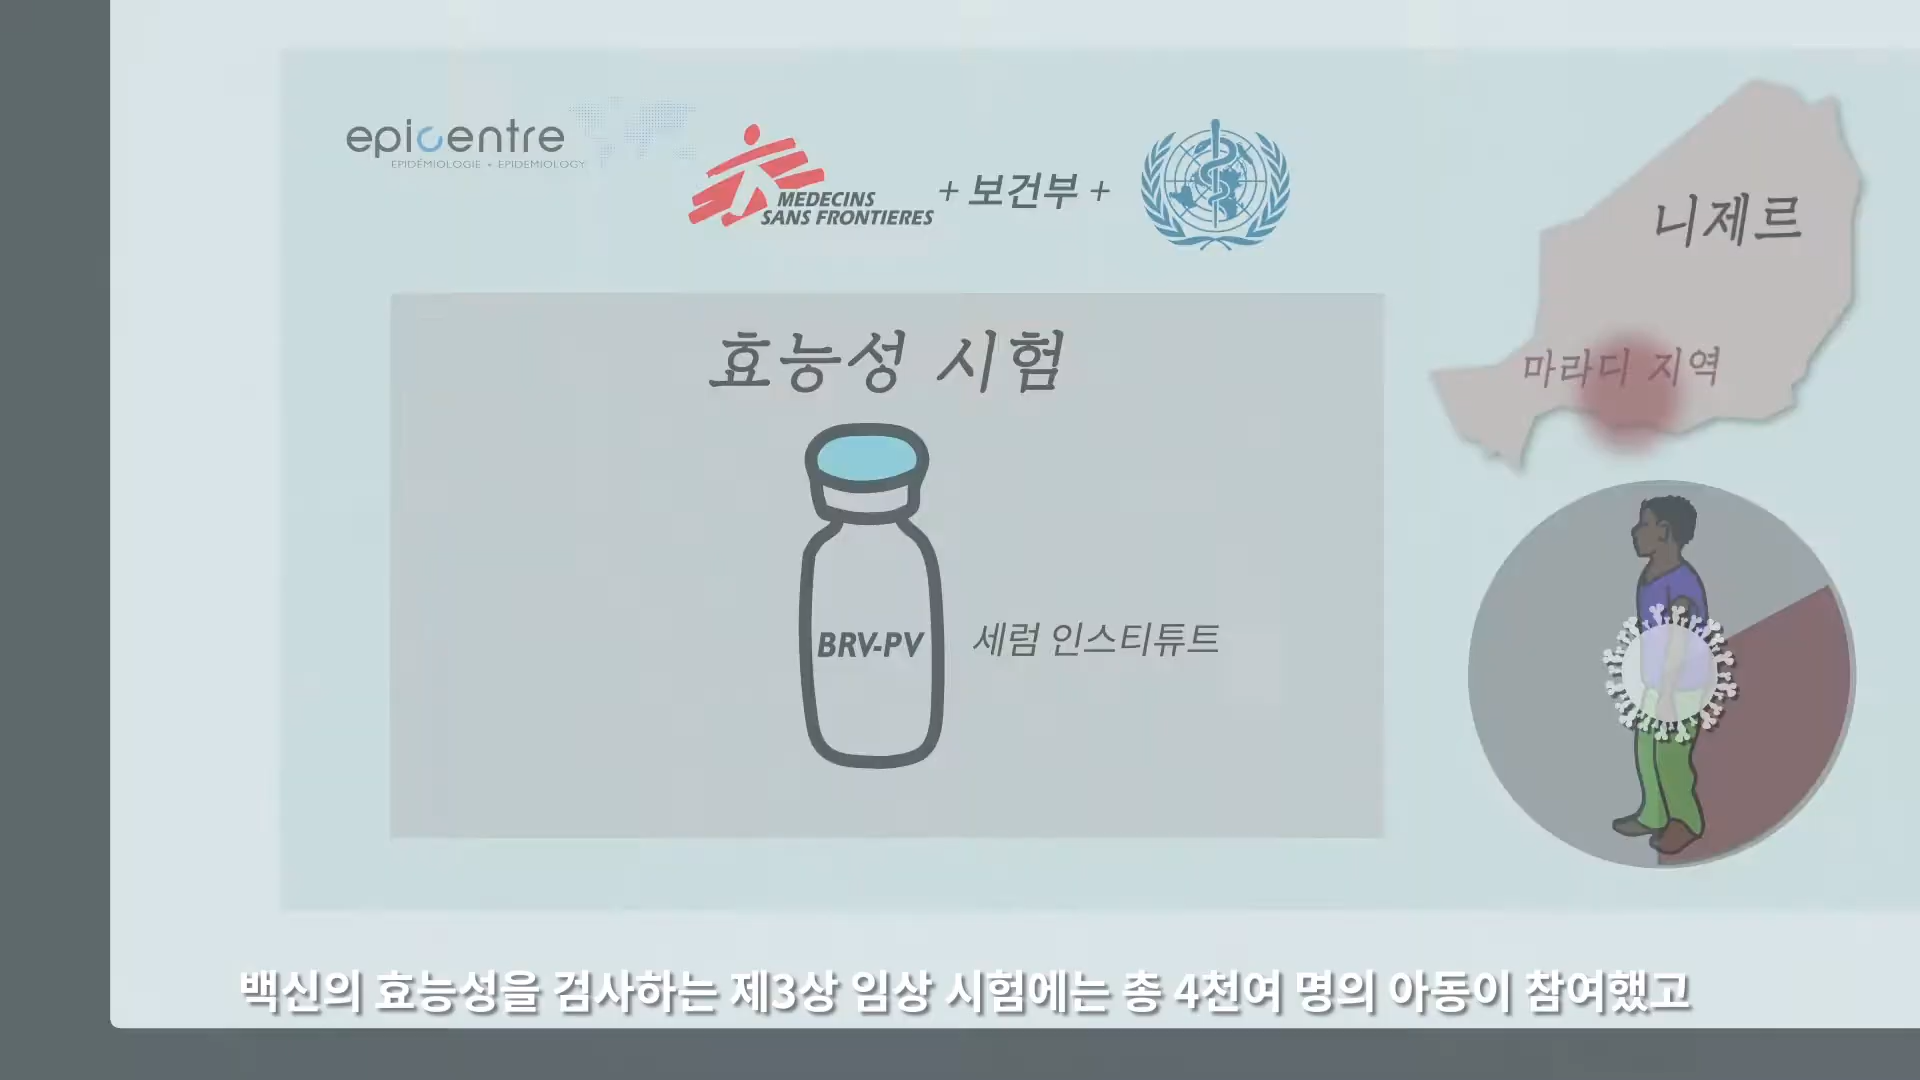 epicentre
EPIDÉMIOLOGIE • EPIDEMIOLOGY
MEDECINS
SANS FRONTIERES
+ 보건부 +
니제르
마라디 지역
효능성 시험
BRV-PV
세럼 인스티튜트
백신의 효능성을 검사하는 제3상 임상 시험에는 총 4천여 명의 아동이 참여했고